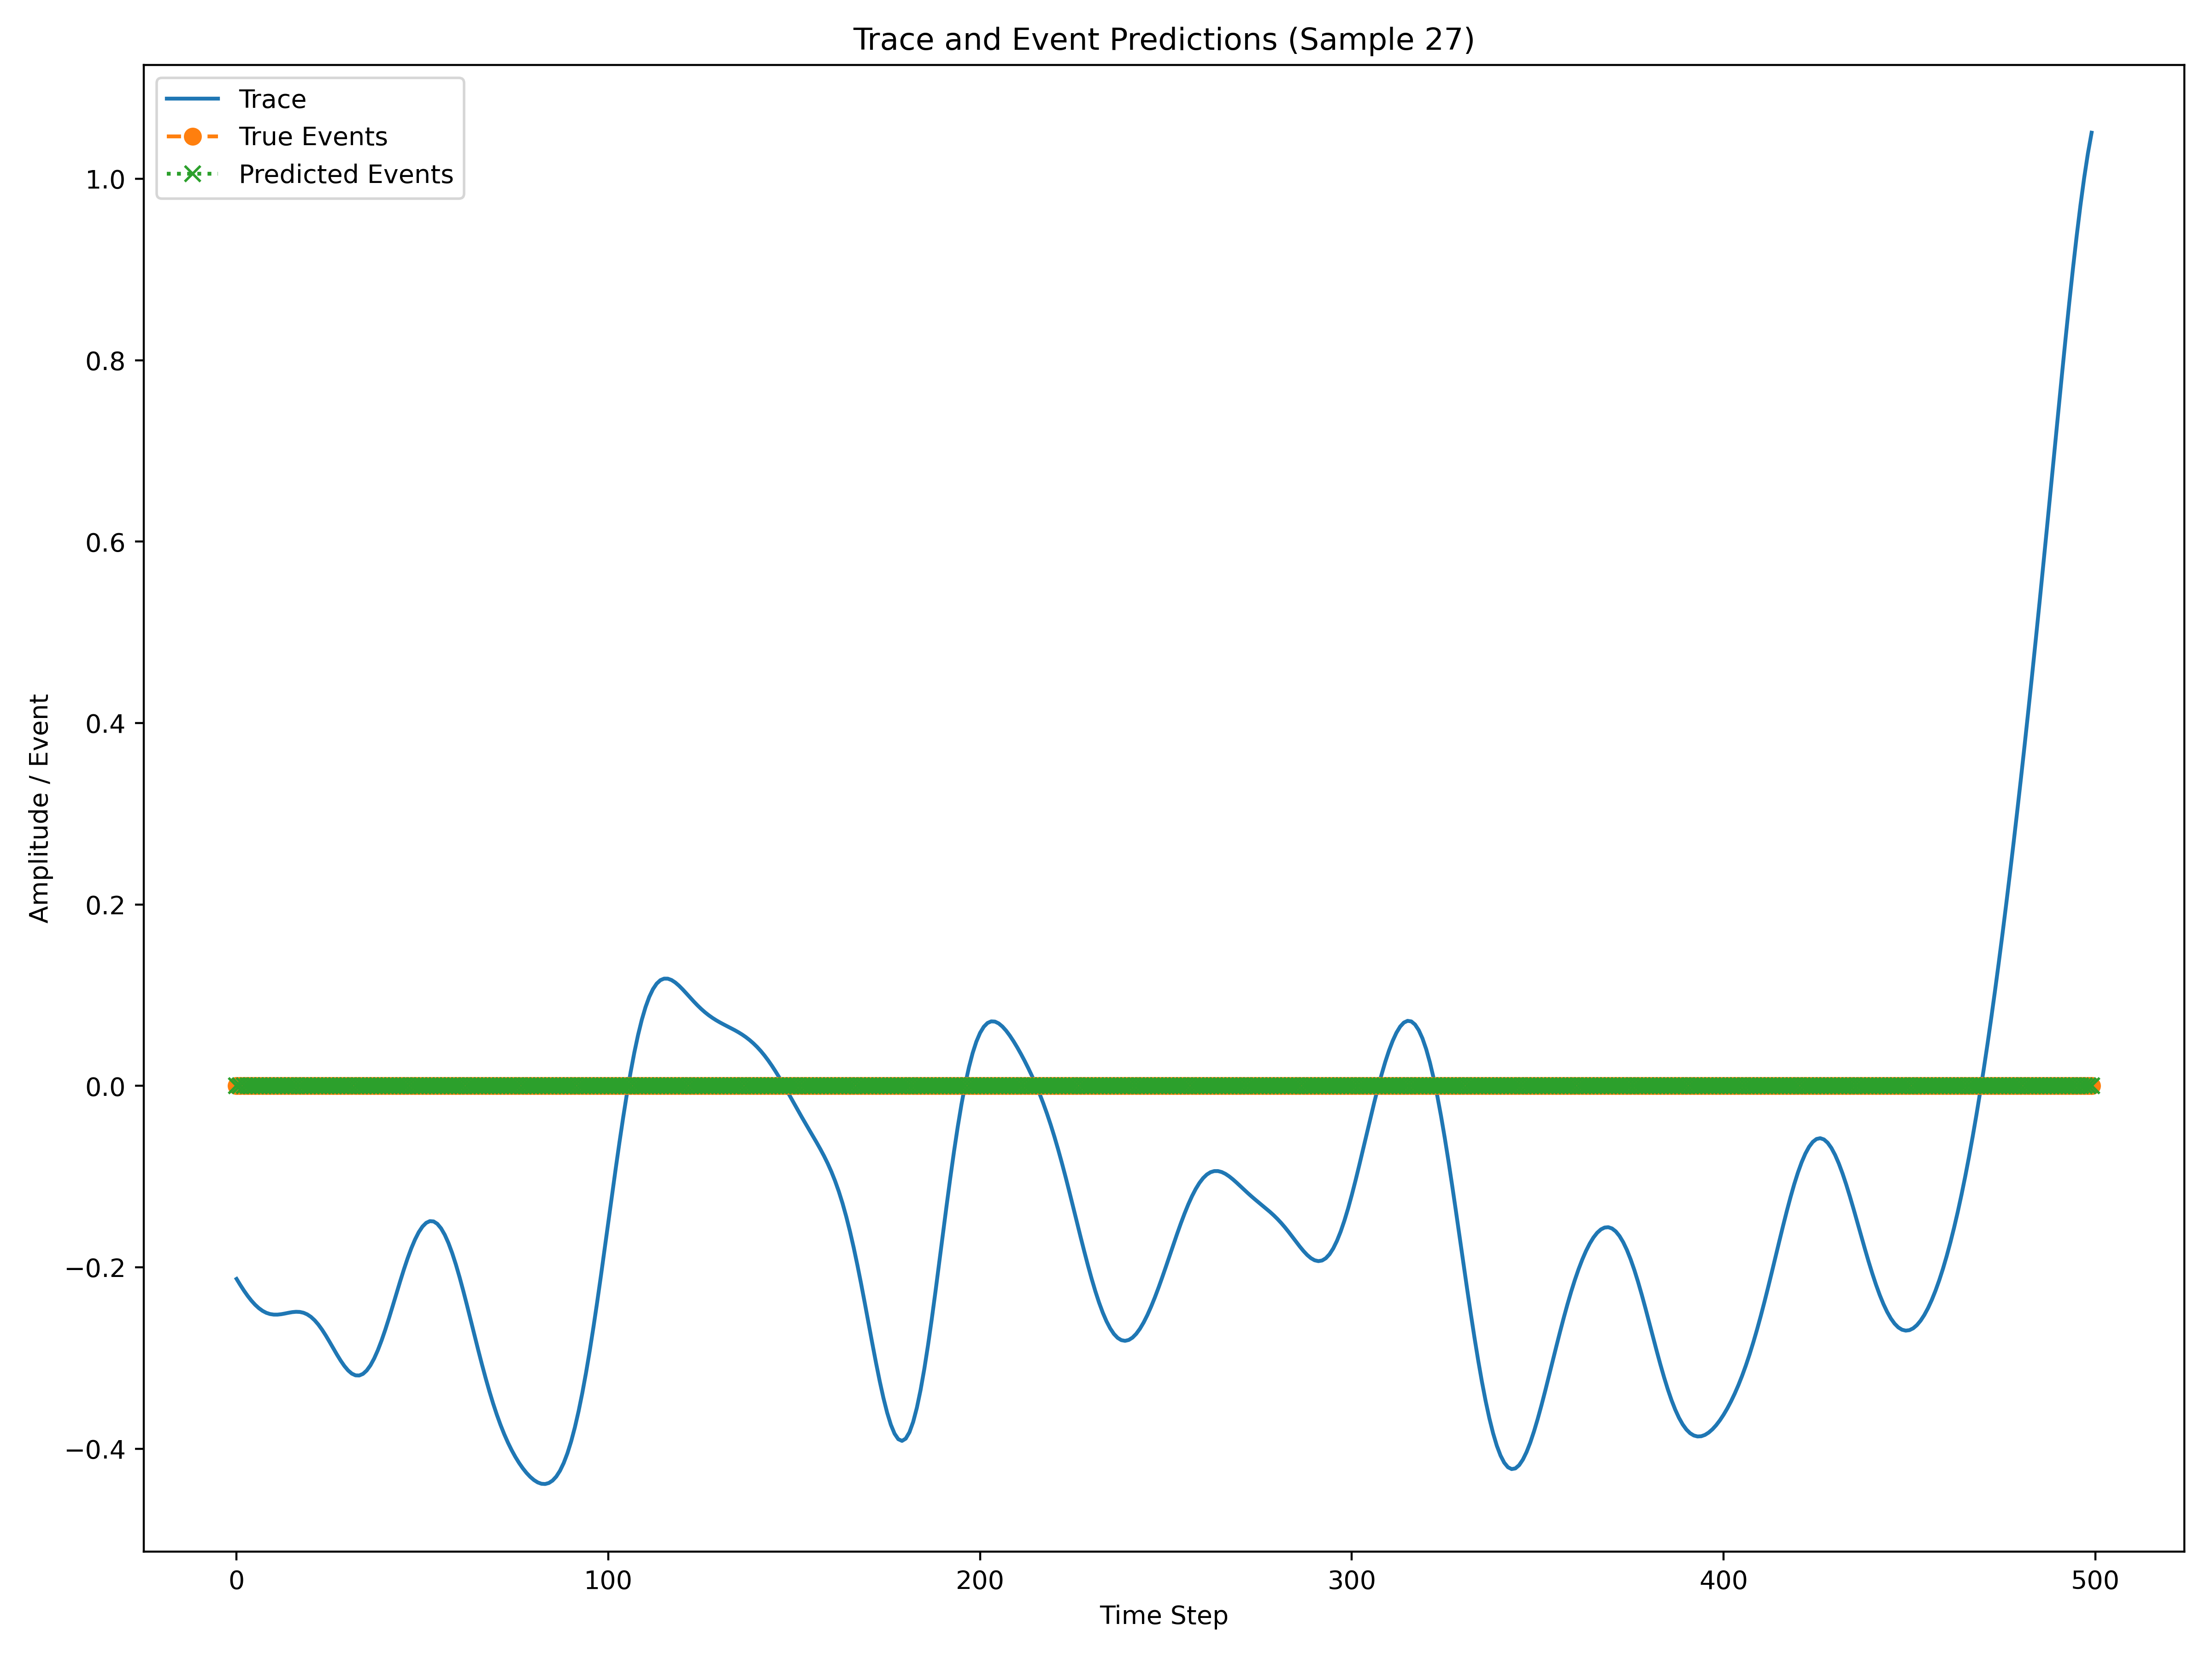 Trace and Event Predictions (Sample 27)
Trace
True Events
Predicted Events
Amplitude / Event
1.0
0.8
0.6
0.4
0.2
0.0
−0.2
−0.4
0 100 200 300 400 500
Time Step